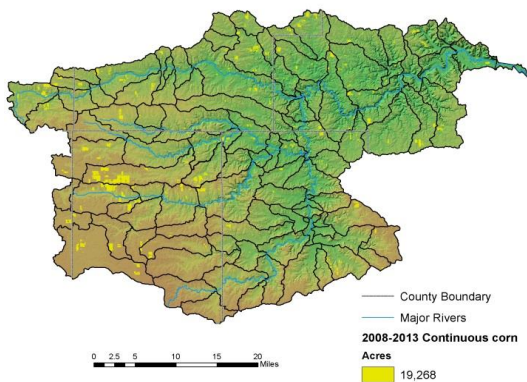 County Boundary
Major Rivers
2008-2013 Continuous corn
Acres
19,268
0 2.5 5 10 15 20
Miles